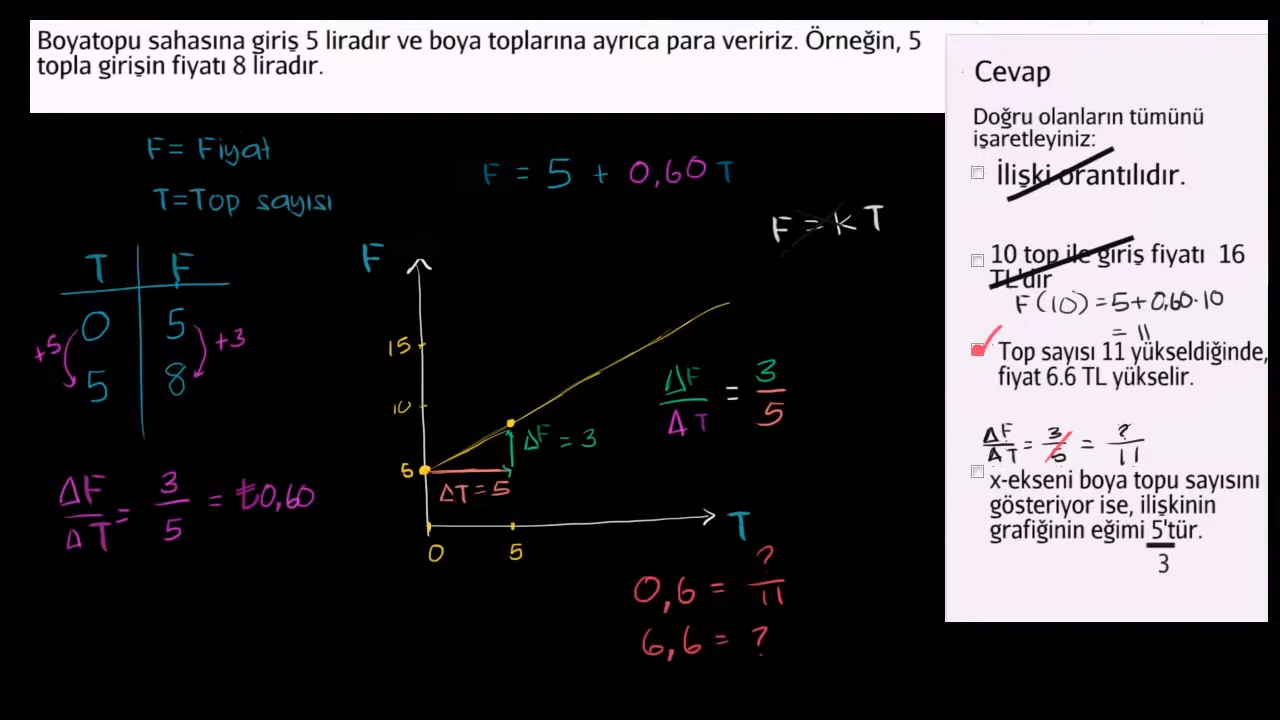 Boyatopu sahasına giriş 5 liradır ve boya toplarına ayrıca para veririz. Örneğin, 5
topla girişin fiyatı 8 liradır.
F = Fiyat
T=Top sayısı
F = 5 + 0,60 T
F = k T
T F
0 5
5 8
+5
+3
ΔF/ΔT = 3/5 = ₺0,60
F
15
10
5
ΔF = 3
ΔT = 5
0
5
T
ΔF/ΔT = 3/5
0,6 = ?/11
6,6 = ?
Cevap
Doğru olanların tümünü
işaretleyiniz:
İlişki orantılıdır.
10 top ile giriş fiyatı 16
TL'dir
F(10) = 5+0,60·10
= 11
Top sayısı 11 yükseldiğinde,
fiyat 6.6 TL yükselir.
ΔF/ΔT = 3/5 = ?/11
x-ekseni boya topu sayısını
gösteriyor ise, ilişkinin
grafiğinin eğimi 5'tür.
3